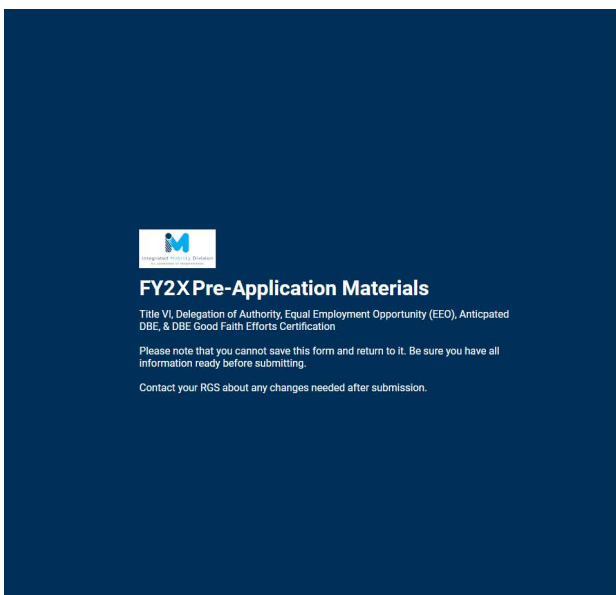 iM
Integrated Mobility Division
FY2X Pre-Application Materials
Title VI, Delegation of Authority, Equal Employment Opportunity (EEO), Anticpated
DBE, & DBE Good Faith Efforts Certification
Please note that you cannot save this form and return to it. Be sure you have all
information ready before submitting.
Contact your RGS about any changes needed after submission.